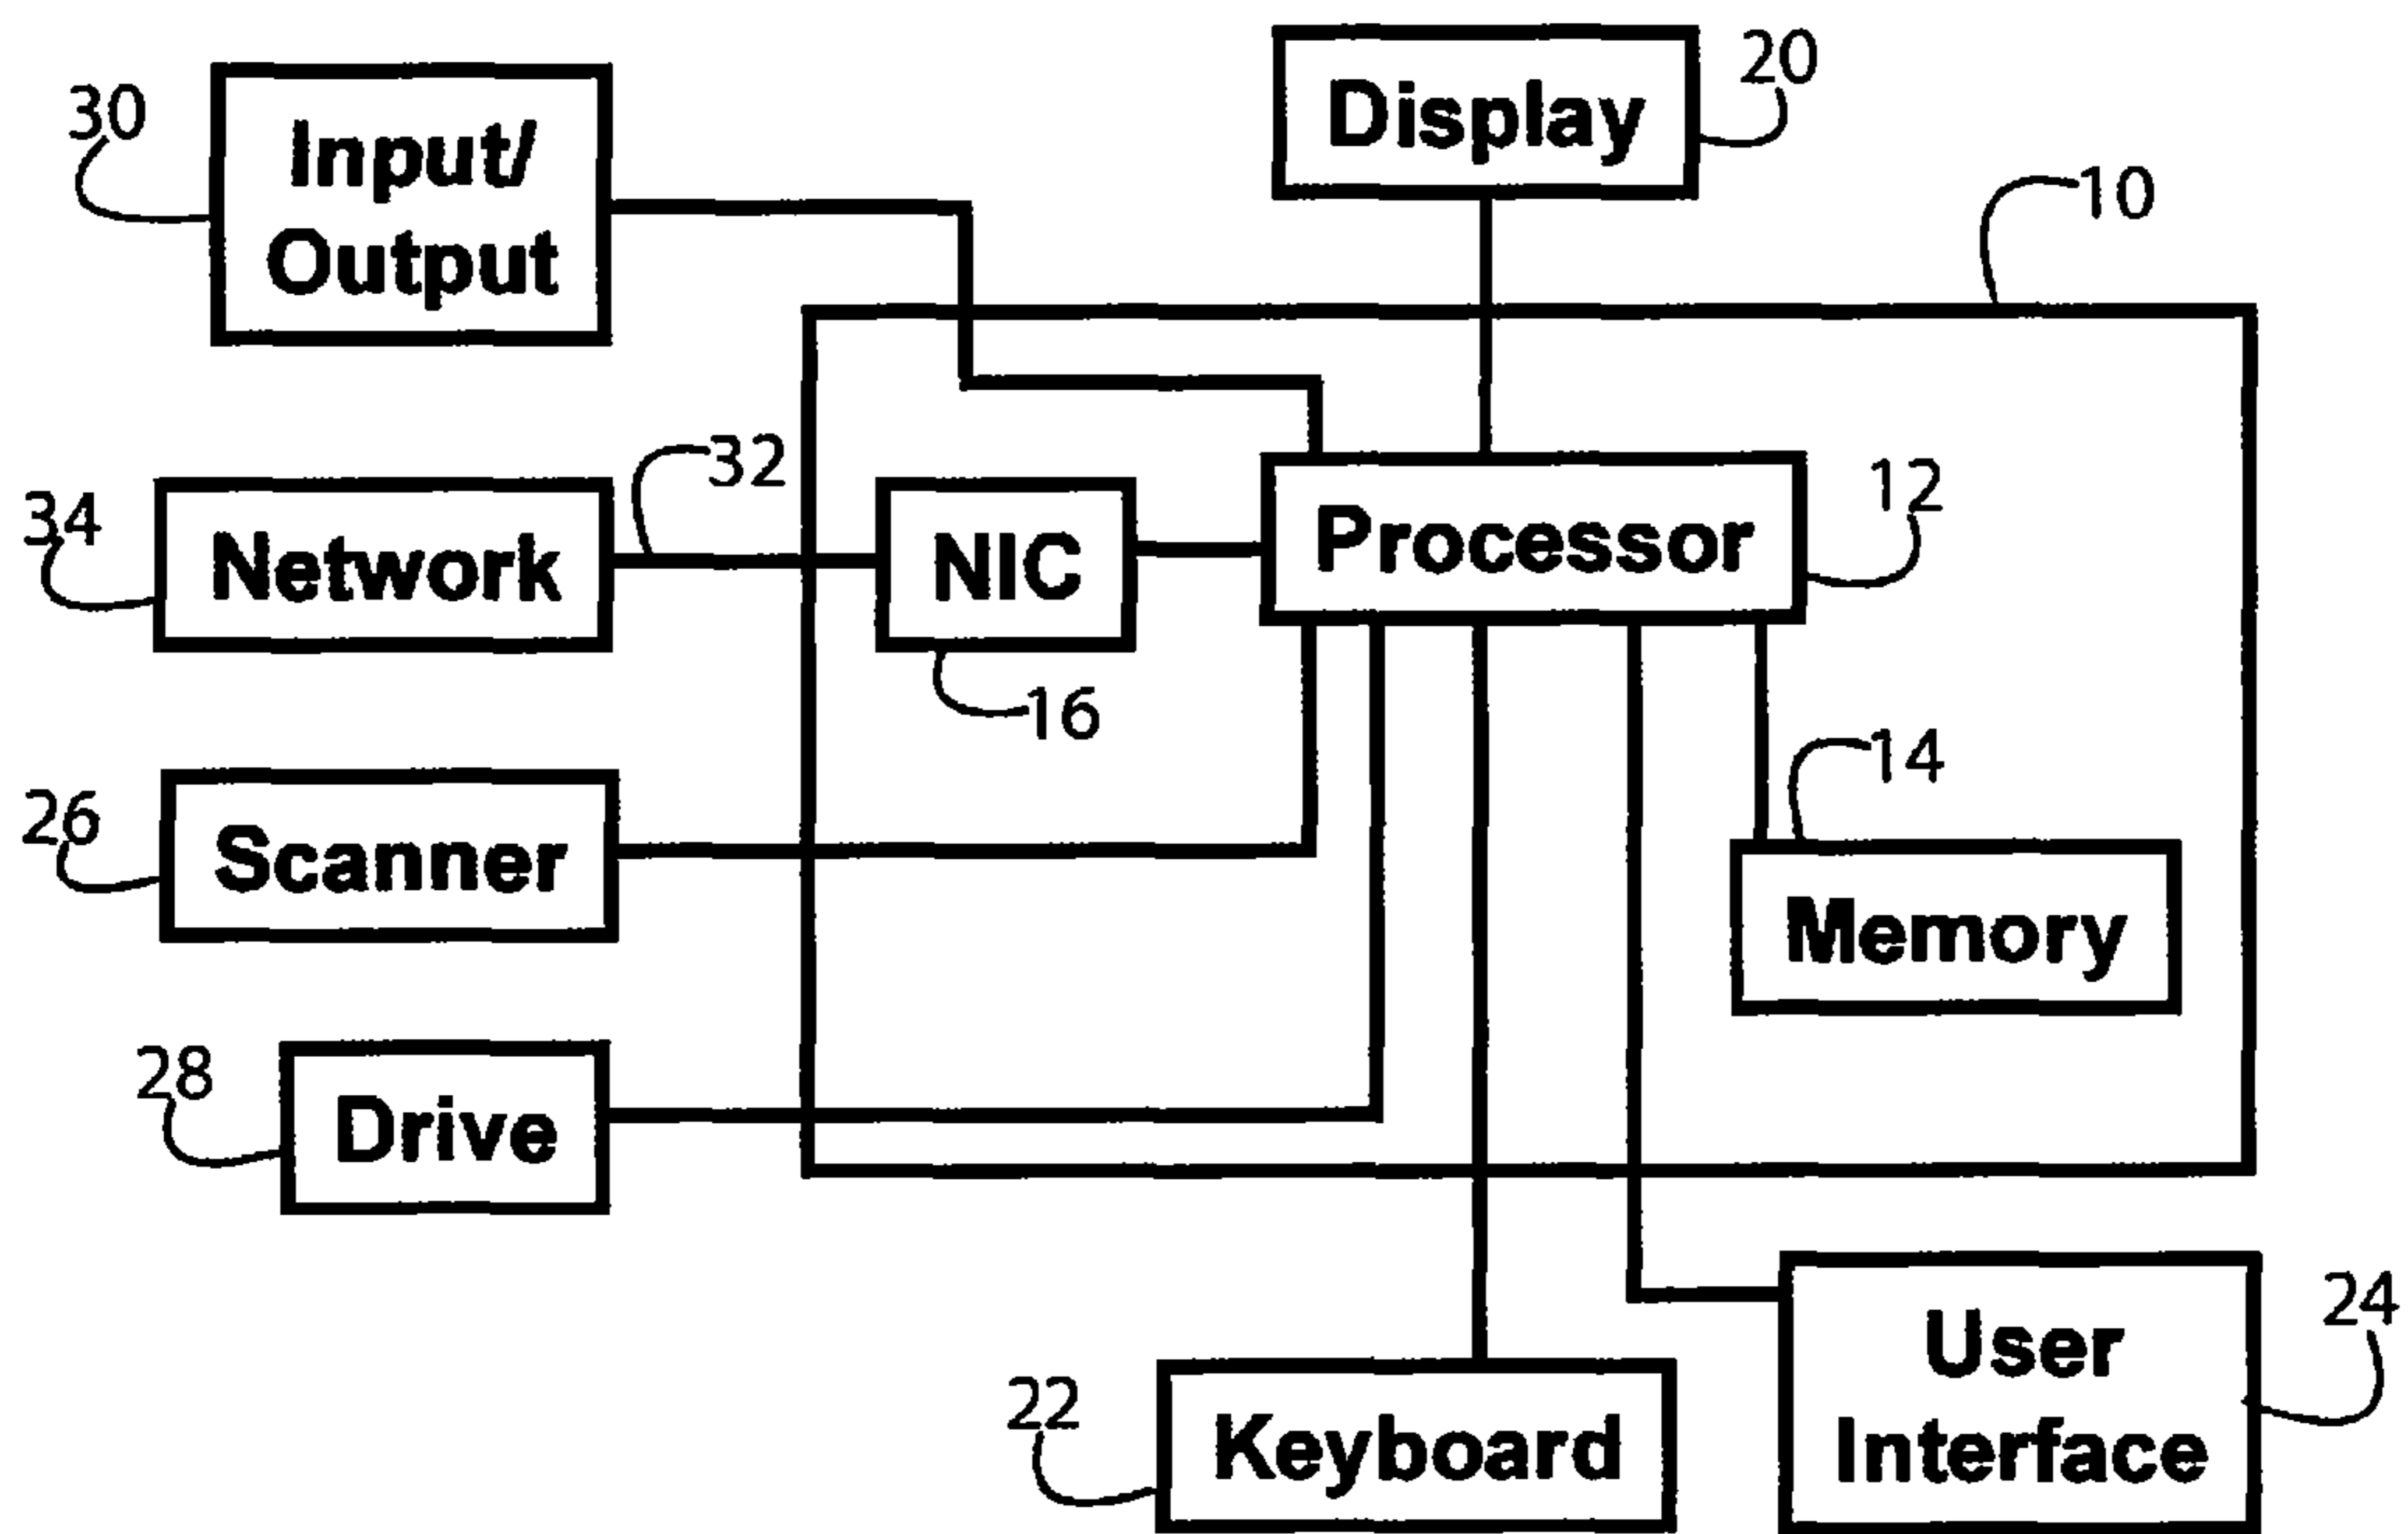 Display
20
30
Input/
Output
10
32
34
Network
NIC
Processor
12
16
14
26
Scanner
Memory
28
Drive
User
Interface
24
22
Keyboard